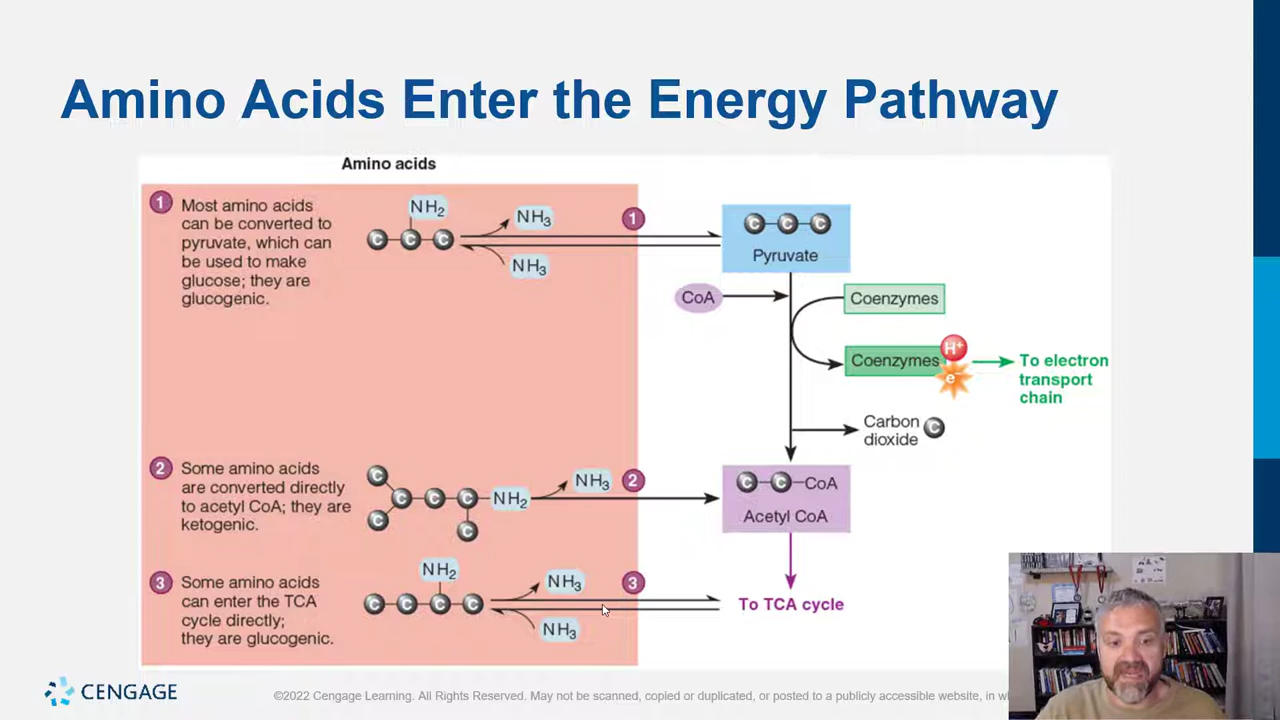 Amino Acids Enter the Energy Pathway
Amino acids
1
Most amino acids
can be converted to
pyruvate, which can
be used to make
glucose; they are
glucogenic.
NH2
C C C
NH3
NH3
1
C C C
Pyruvate
CoA
Coenzymes
Coenzymes
H+
e-
To electron
transport
chain
Carbon
dioxide
C
2
Some amino acids
are converted directly
to acetyl CoA; they are
ketogenic.
C
C C C
C
C
NH2
NH3
2
C C CoA
Acetyl CoA
3
Some amino acids
can enter the TCA
cycle directly;
they are glucogenic.
NH2
C C C C
NH3
NH3
3
To TCA cycle
CENGAGE
©2022 Cengage Learning. All Rights Reserved. May not be scanned, copied or duplicated, or posted to a publicly accessible website, in